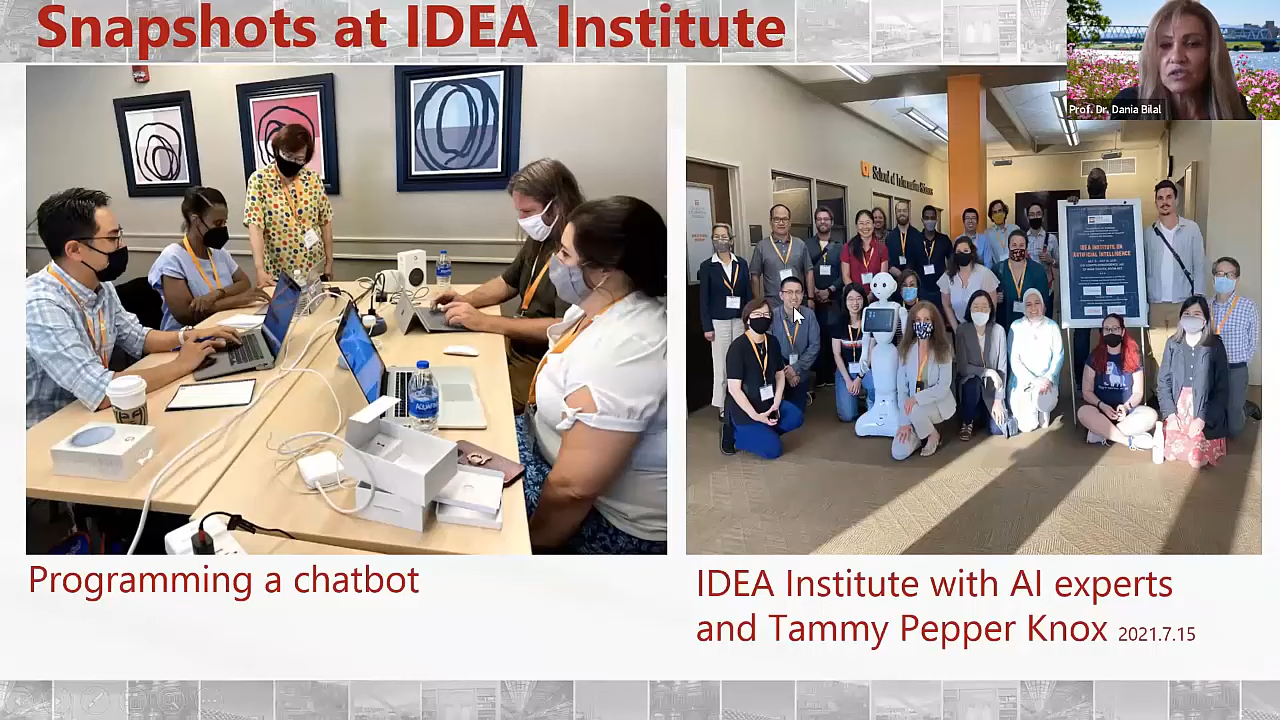 Snapshots at IDEA Institute
Prof. Dr. Dania Bilal
School of Information Sciences
IDEA INSTITUTE ON
ARTIFICIAL INTELLIGENCE
AQUAFINA
Programming a chatbot
IDEA Institute with AI experts
and Tammy Pepper Knox 2021.7.15